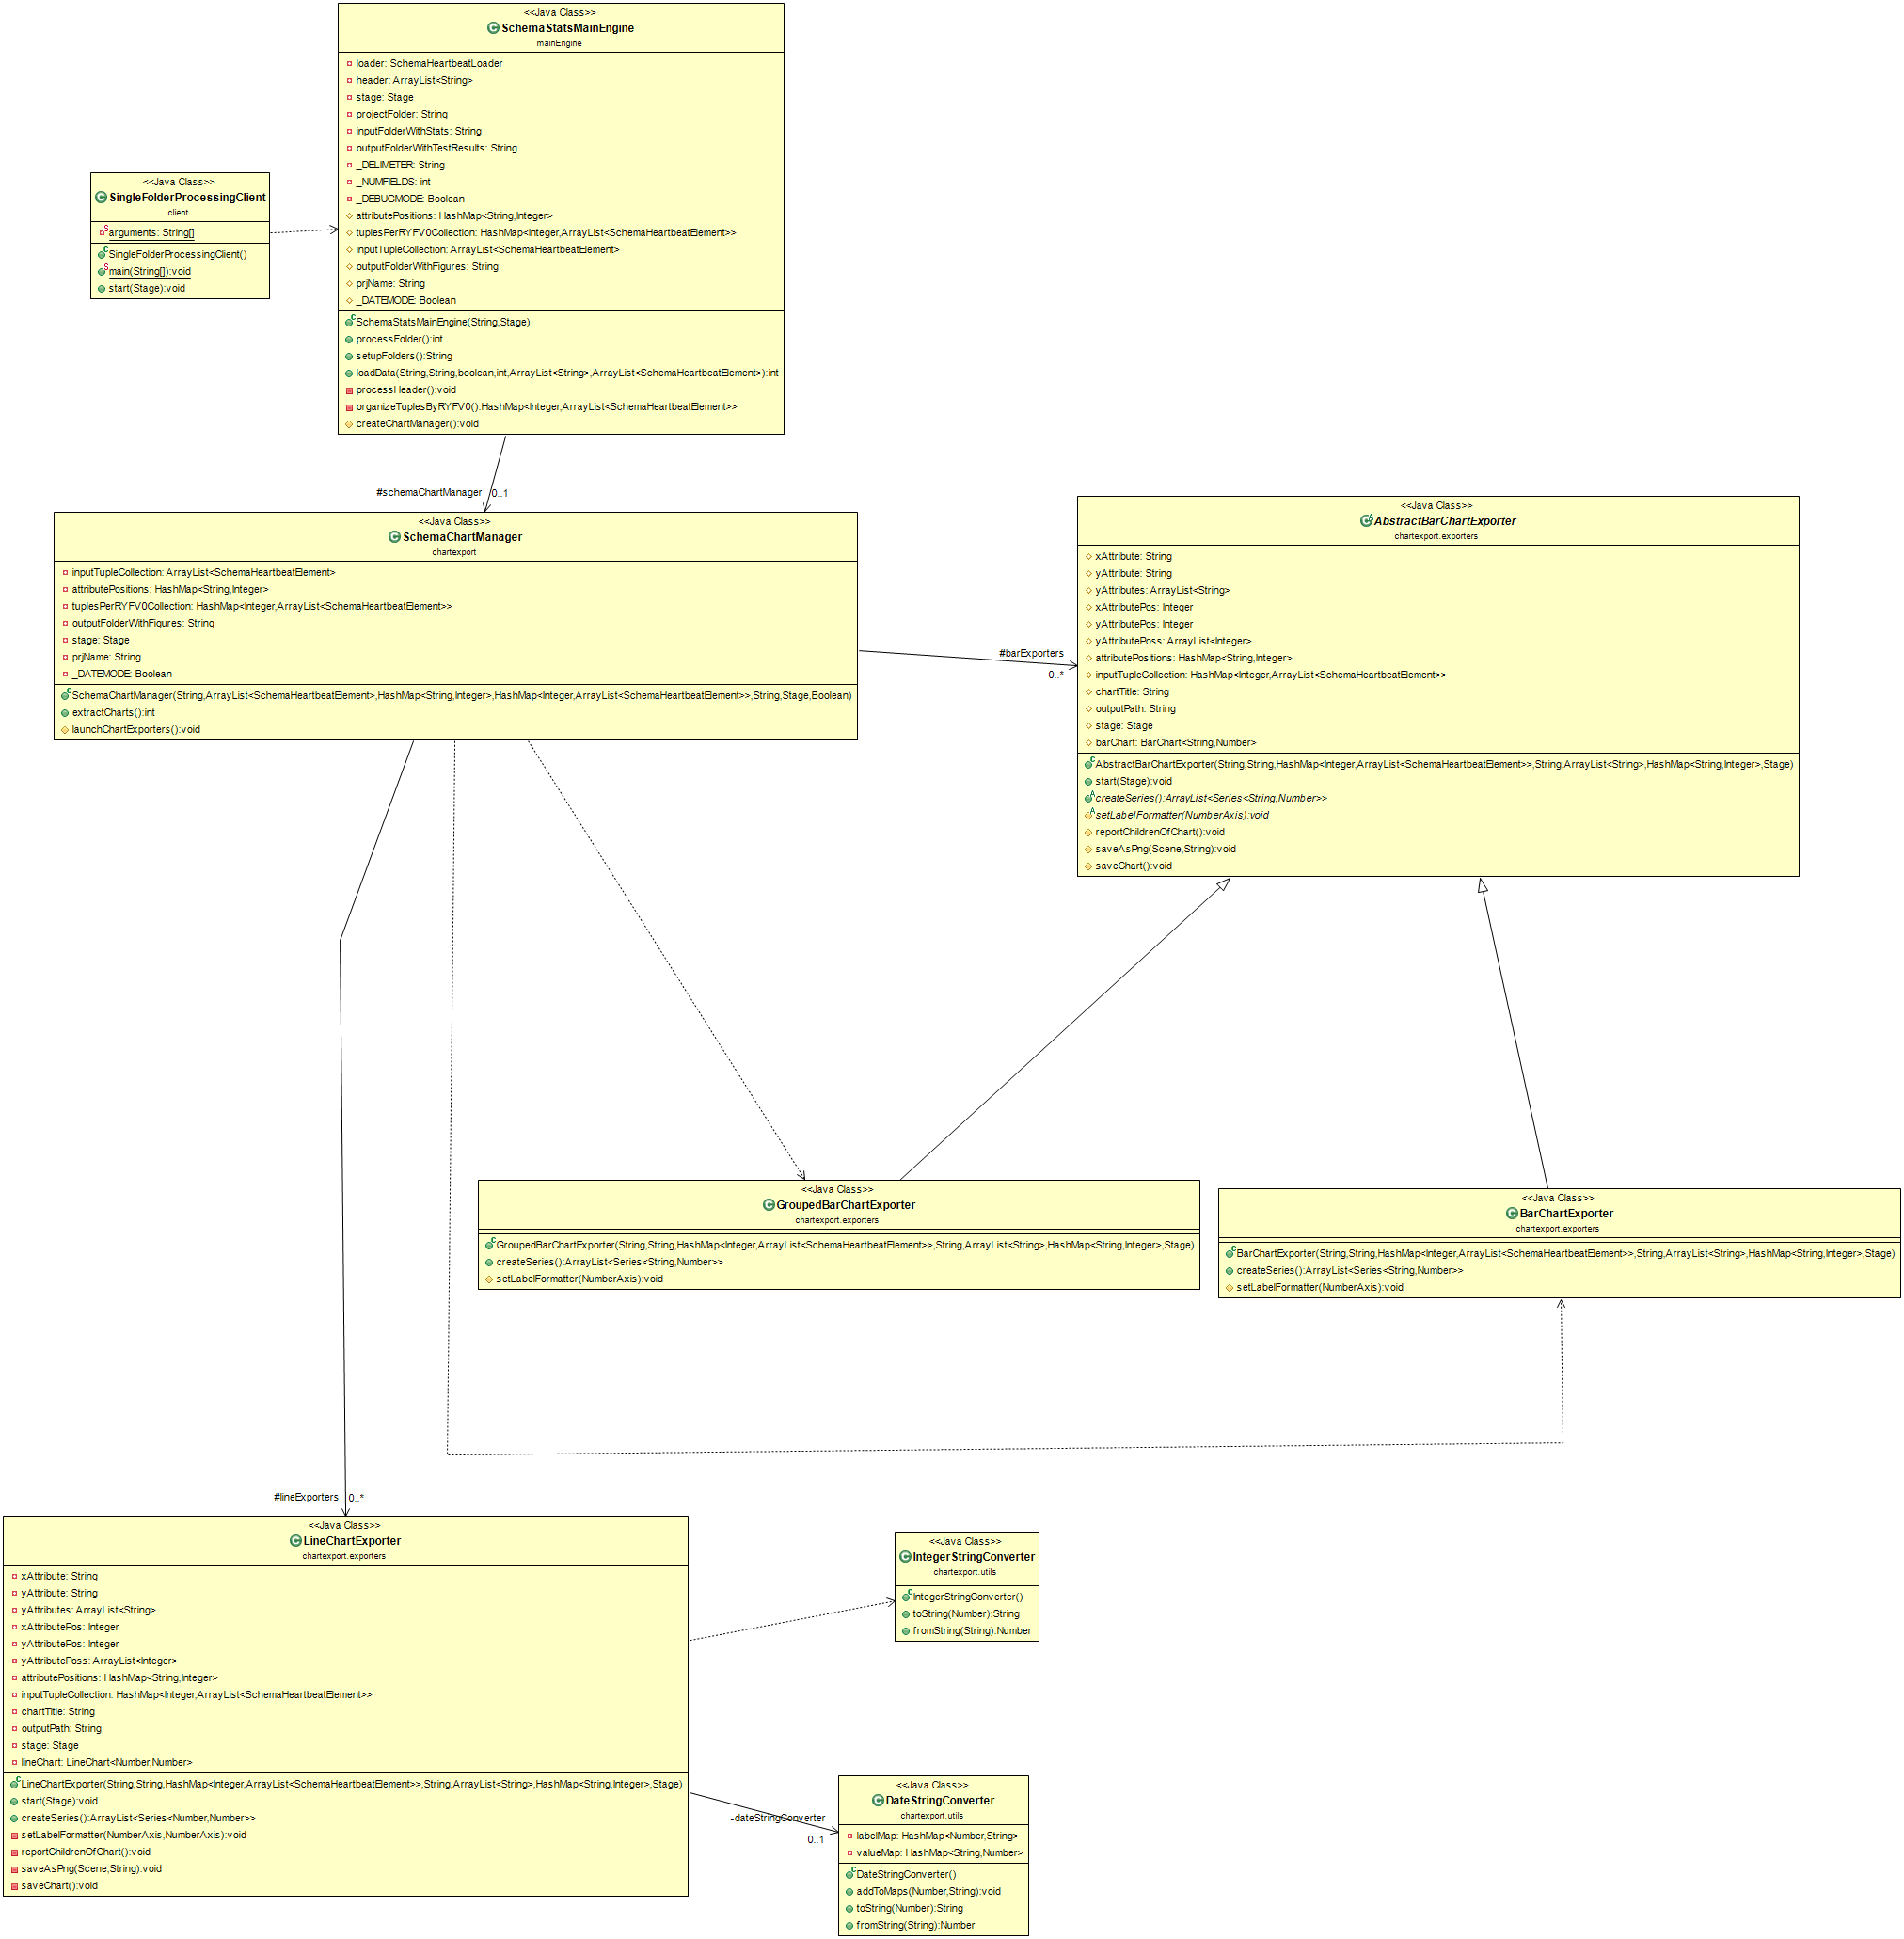 <<Java Class>>
SchemaStatsMainEngine
mainEngine
loader: SchemaHeartbeatLoader
header: ArrayList<String>
stage: Stage
projectFolder: String
inputFolderWithStats: String
outputFolderWithTestResults: String
_DELIMETER: String
_NUMFIELDS: int
_DEBUGMODE: Boolean
attributePositions: HashMap<String,Integer>
tuplesPerRYFV0Collection: HashMap<Integer,ArrayList<SchemaHeartbeatElement>>
inputTupleCollection: ArrayList<SchemaHeartbeatElement>
outputFolderWithFigures: String
prjName: String
_DATEMODE: Boolean
SchemaStatsMainEngine(String,Stage)
processFolder():int
setupFolders():String
loadData(String,String,boolean,int,ArrayList<String>,ArrayList<SchemaHeartbeatElement>):int
processHeader():void
organizeTuplesByRYFV0():HashMap<Integer,ArrayList<SchemaHeartbeatElement>>
createChartManager():void
<<Java Class>>
SingleFolderProcessingClient
client
arguments: String[]
SingleFolderProcessingClient()
main(String[]):void
start(Stage):void
#schemaChartManager
0..1
<<Java Class>>
SchemaChartManager
chartexport
inputTupleCollection: ArrayList<SchemaHeartbeatElement>
attributePositions: HashMap<String,Integer>
tuplesPerRYFV0Collection: HashMap<Integer,ArrayList<SchemaHeartbeatElement>>
outputFolderWithFigures: String
stage: Stage
prjName: String
_DATEMODE: Boolean
SchemaChartManager(String,ArrayList<SchemaHeartbeatElement>,HashMap<String,Integer>,HashMap<Integer,ArrayList<SchemaHeartbeatElement>>,String,Stage,Boolean)
extractCharts():int
launchChartExporters():void
#barExporters
0..*
<<Java Class>>
AbstractBarChartExporter
chartexport.exporters
xAttribute: String
yAttribute: String
yAttributes: ArrayList<String>
xAttributePos: Integer
yAttributePos: Integer
yAttributePoss: ArrayList<Integer>
attributePositions: HashMap<String,Integer>
inputTupleCollection: HashMap<Integer,ArrayList<SchemaHeartbeatElement>>
chartTitle: String
outputPath: String
stage: Stage
barChart: BarChart<String,Number>
AbstractBarChartExporter(String,String,HashMap<Integer,ArrayList<SchemaHeartbeatElement>>,String,ArrayList<String>,HashMap<String,Integer>,Stage)
start(Stage):void
createSeries():ArrayList<Series<String,Number>>
setLabelFormatter(NumberAxis):void
reportChildrenOfChart():void
saveAsPng(Scene,String):void
saveChart():void
<<Java Class>>
GroupedBarChartExporter
chartexport.exporters
GroupedBarChartExporter(String,String,HashMap<Integer,ArrayList<SchemaHeartbeatElement>>,String,ArrayList<String>,HashMap<String,Integer>,Stage)
createSeries():ArrayList<Series<String,Number>>
setLabelFormatter(NumberAxis):void
<<Java Class>>
BarChartExporter
chartexport.exporters
BarChartExporter(String,String,HashMap<Integer,ArrayList<SchemaHeartbeatElement>>,String,ArrayList<String>,HashMap<String,Integer>,Stage)
createSeries():ArrayList<Series<String,Number>>
setLabelFormatter(NumberAxis):void
#lineExporters
0..*
<<Java Class>>
LineChartExporter
chartexport.exporters
xAttribute: String
yAttribute: String
yAttributes: ArrayList<String>
xAttributePos: Integer
yAttributePos: Integer
yAttributePoss: ArrayList<Integer>
attributePositions: HashMap<String,Integer>
inputTupleCollection: HashMap<Integer,ArrayList<SchemaHeartbeatElement>>
chartTitle: String
outputPath: String
stage: Stage
lineChart: LineChart<Number,Number>
LineChartExporter(String,String,HashMap<Integer,ArrayList<SchemaHeartbeatElement>>,String,ArrayList<String>,HashMap<String,Integer>,Stage)
start(Stage):void
createSeries():ArrayList<Series<Number,Number>>
setLabelFormatter(NumberAxis,NumberAxis):void
reportChildrenOfChart():void
saveAsPng(Scene,String):void
saveChart():void
<<Java Class>>
IntegerStringConverter
chartexport.utils
IntegerStringConverter()
toString(Number):String
fromString(String):Number
-dateStringConverter
0..1
<<Java Class>>
DateStringConverter
chartexport.utils
labelMap: HashMap<Number,String>
valueMap: HashMap<String,Number>
DateStringConverter()
addToMaps(Number,String):void
toString(Number):String
fromString(String):Number